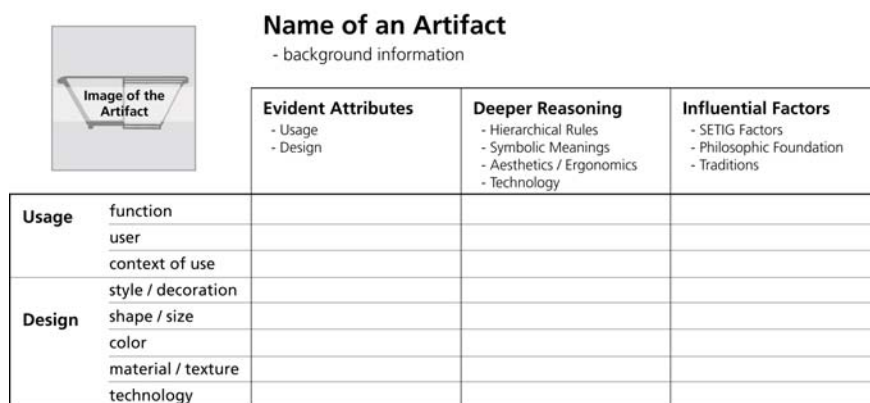 Name of an Artifact
- background information
Image of the
Artifact
Evident Attributes
- Usage
- Design
Deeper Reasoning
- Hierarchical Rules
- Symbolic Meanings
- Aesthetics / Ergonomics
- Technology
Influential Factors
- SETIG Factors
- Philosophic Foundation
- Traditions
Usage
function
user
context of use
Design
style / decoration
shape / size
color
material / texture
technology